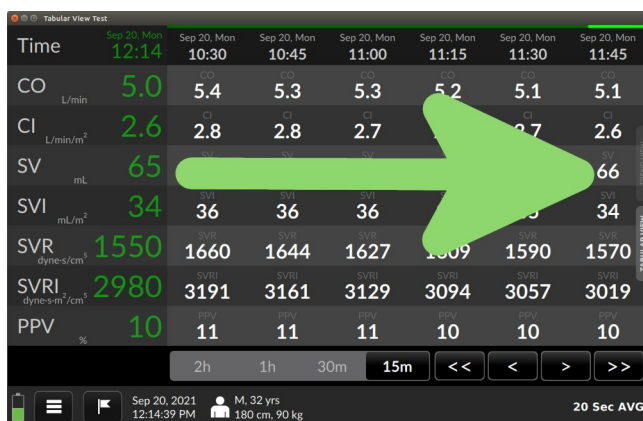 Tabular View Test
Time Sep 20, Mon 12:14 Sep 20, Mon 10:30 Sep 20, Mon 10:45 Sep 20, Mon 11:00 Sep 20, Mon 11:15 Sep 20, Mon 11:30 Sep 20, Mon 11:45
CO L/min 5.0 CO 5.4 CO 5.3 CO 5.3 CO 5.2 CO 5.1 CO 5.1
CI L/min/m² 2.6 CI 2.8 CI 2.8 CI 2.7 CI 2.6
SV mL 65 SV SV SV SV 66
SVI mL/m² 34 SVI 36 SVI 36 SVI 36 SVI 34
SVR dyne·s/cm⁵ 1550 SVR 1660 SVR 1644 SVR 1627 SVR SVR 1590 SVR 1570
SVRI dyne·s·m²/cm⁵ 2980 SVRI 3191 SVRI 3161 SVRI 3129 SVRI 3094 SVRI 3057 SVRI 3019
PPV % 10 PPV 11 PPV 11 PPV 11 PPV 10 PPV 10 PPV 10
TABULAR VIEW
2h 1h 30m 15m << < > >>
Sep 20, 2021 12:14:39 PM
M, 32 yrs
180 cm, 90 kg
20 Sec AVG